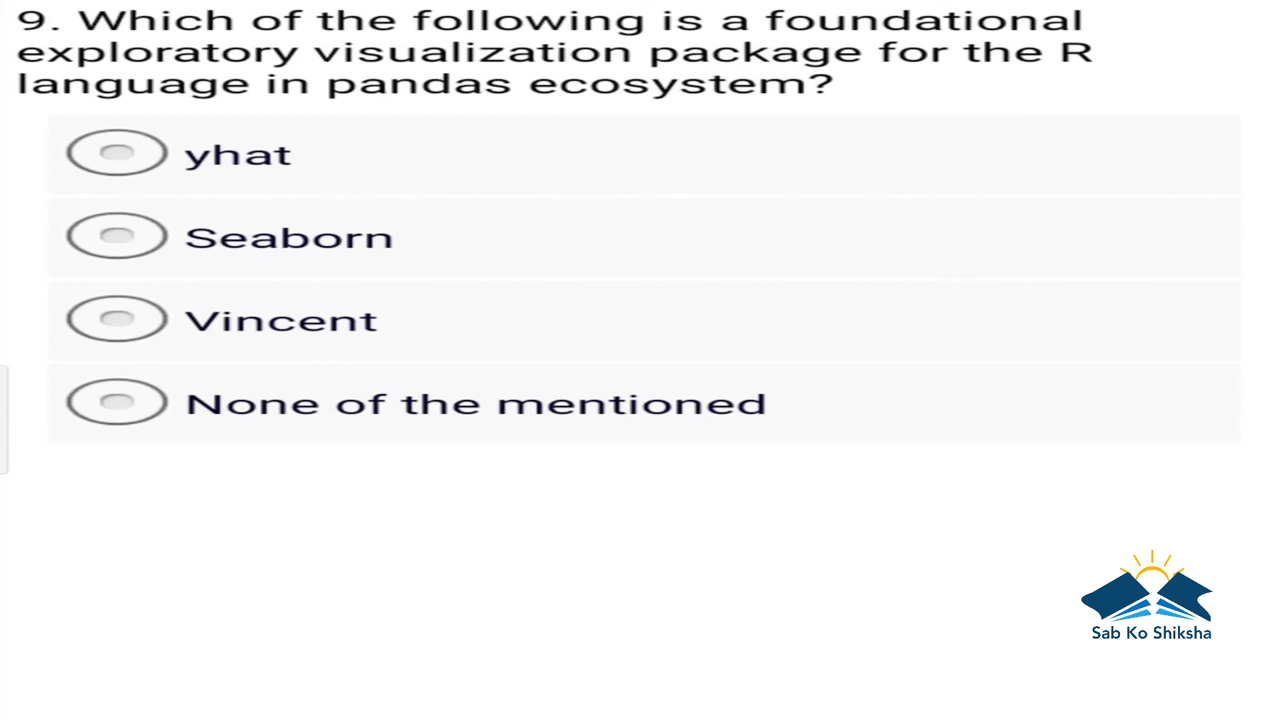 9. Which of the following is a foundational
exploratory visualization package for the R
language in pandas ecosystem?
yhat
Seaborn
Vincent
None of the mentioned
Sab Ko Shiksha